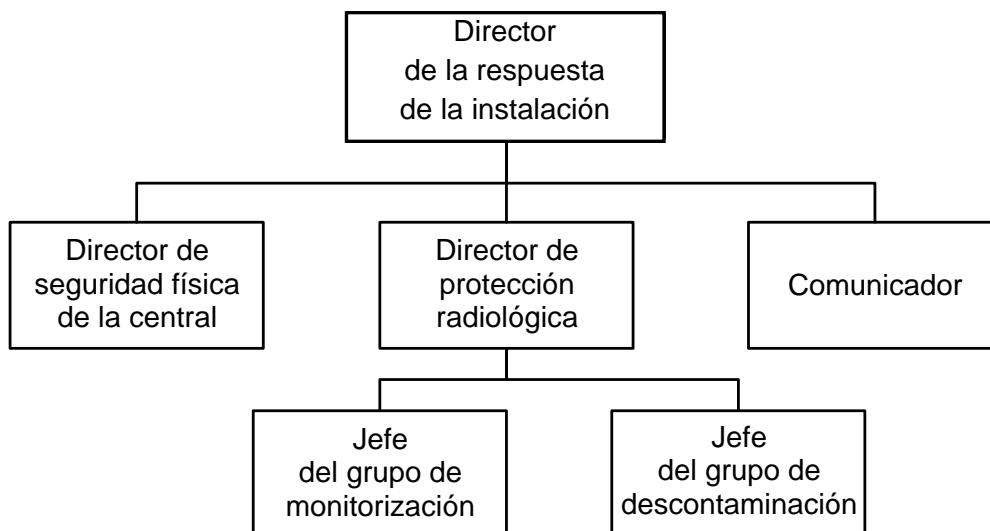 Director
de la respuesta
de la instalación
Director de
seguridad física
de la central
Director de
protección
radiológica
Comunicador
Jefe
del grupo de
monitorización
Jefe
del grupo de
descontaminación